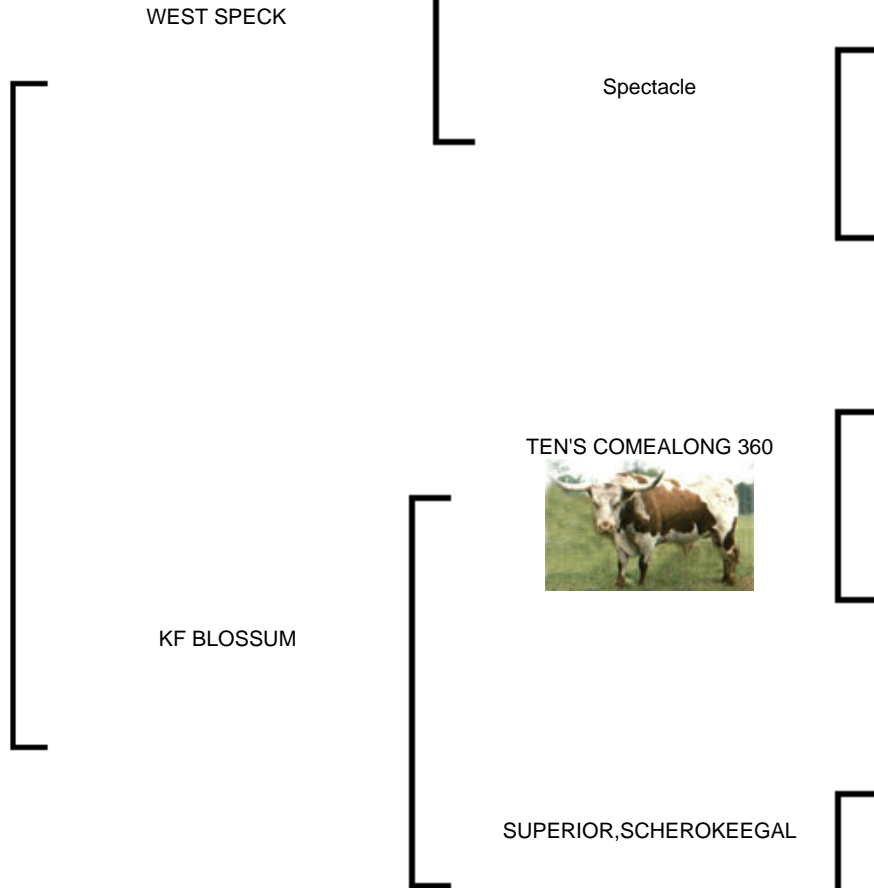 WEST SPECK
Spectacle
TEN'S COMEALONG 360
KF BLOSSUM
SUPERIOR,SCHEROKEEGAL